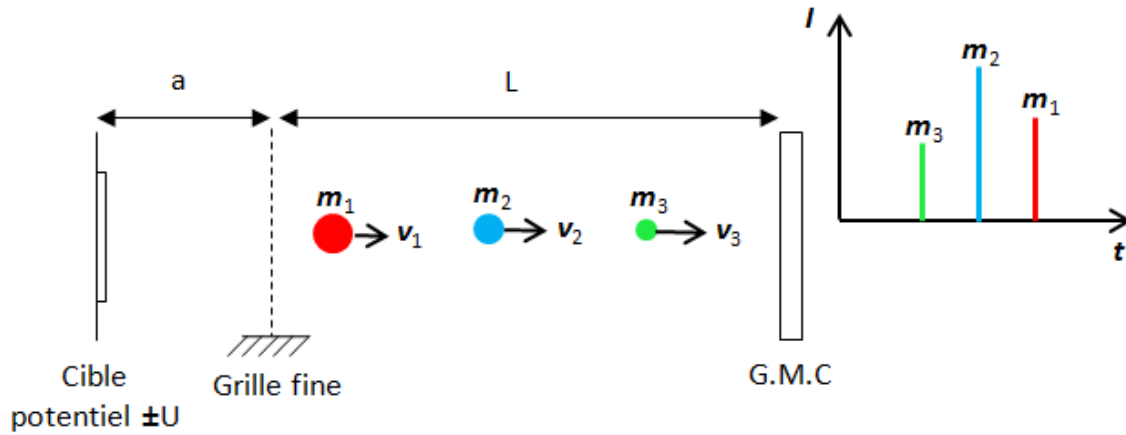 a
L
m₁
v₁
m₂
v₂
m₃
v₃
Cible
potentiel ±U
Grille fine
G.M.C
I
m₃
m₂
m₁
t